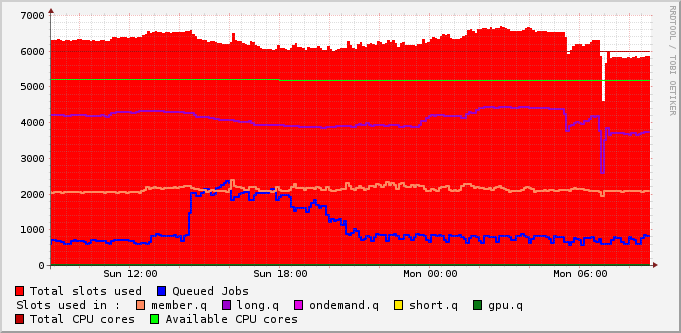 RRDTOOL / TOBI OETIKER
7000
6000
5000
4000
3000
2000
1000
0
Sun 12:00 Sun 18:00 Mon 00:00 Mon 06:00
Total slots used Queued Jobs
Slots used in : member.q long.q ondemand.q short.q gpu.q
Total CPU cores Available CPU cores